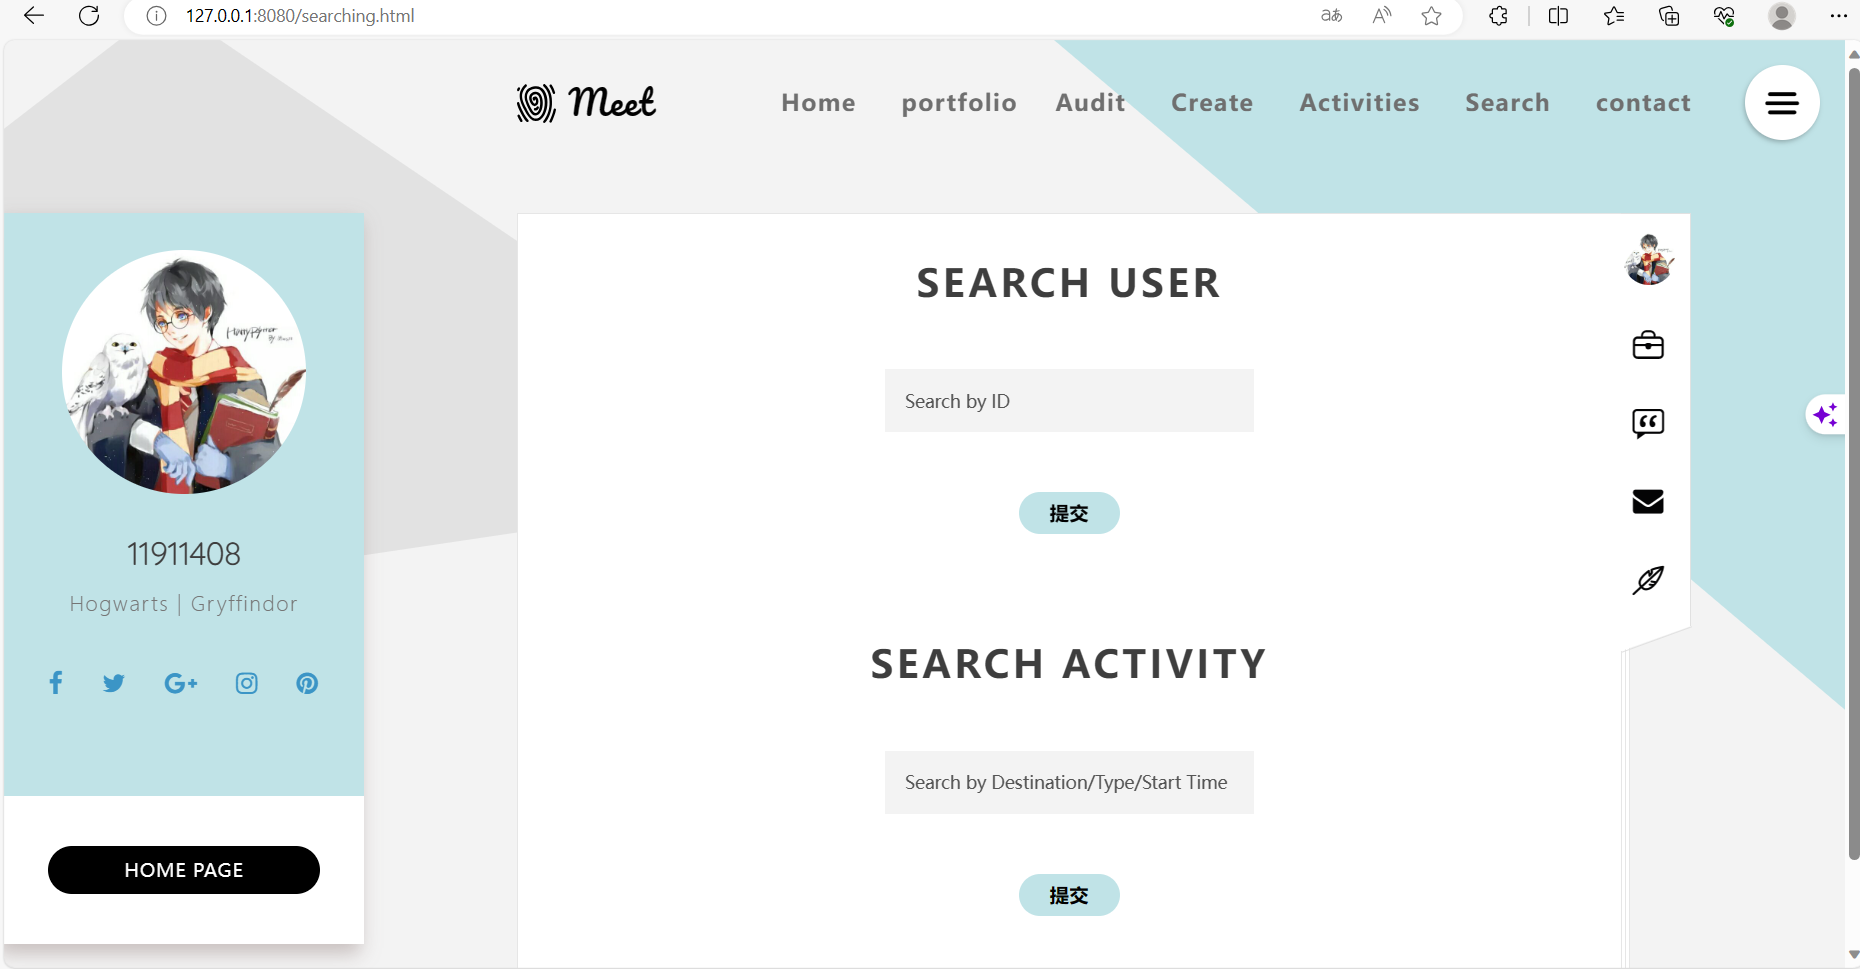 127.0.0.1:8080/searching.html
Meet
Home portfolio Audit Create Activities Search contact
11911408
Hogwarts | Gryffindor
HOME PAGE
SEARCH USER
Search by ID
提交
SEARCH ACTIVITY
Search by Destination/Type/Start Time
提交